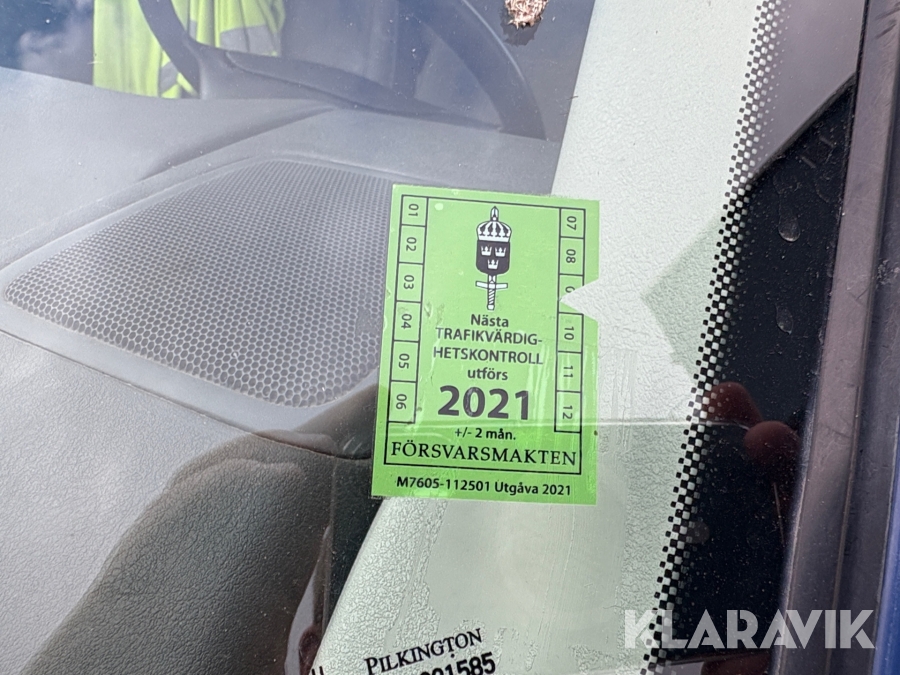 01
02
03
04
05
06
07
08
10
11
12
Nästa
TRAFIKVÄRDIG-
HETSKONTROLL
utförs
2021
+/- 2 mån.
FÖRSVARSMAKTEN
M7605-112501 Utgåva 2021
PILKINGTON
KLARAVIK